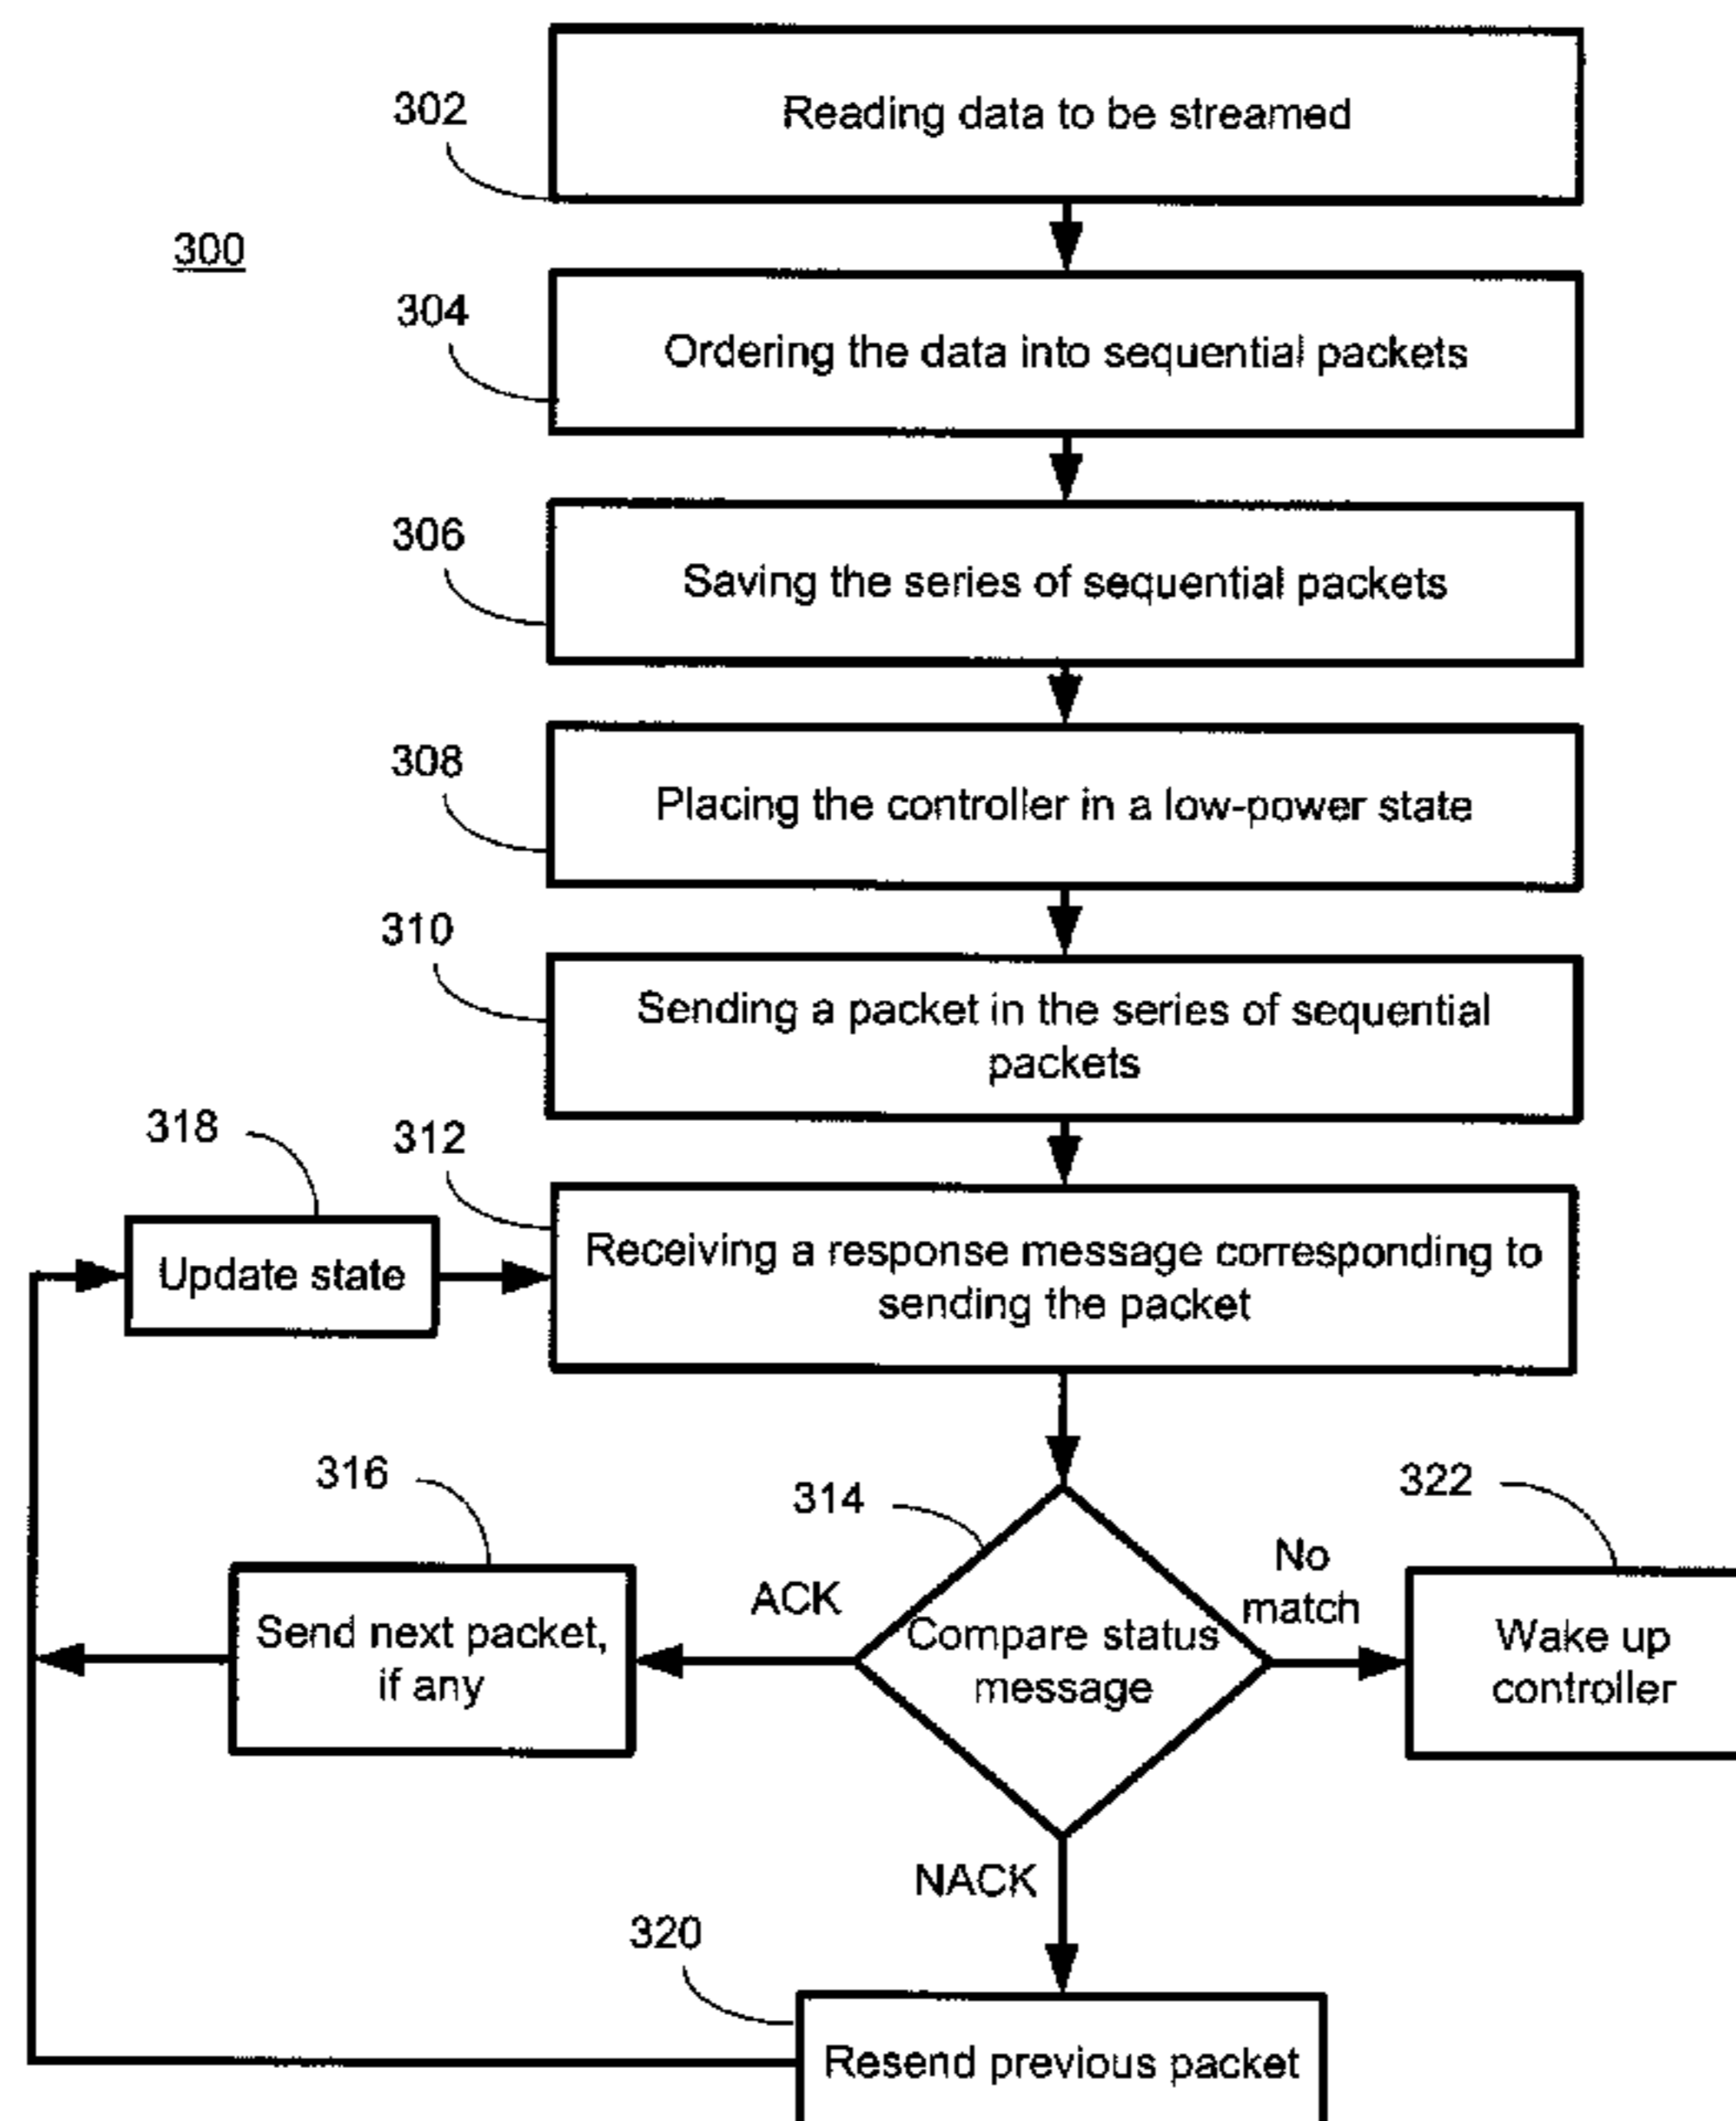 302
Reading data to be streamed
300
304
Ordering the data into sequential packets
306
Saving the series of sequential packets
308
Placing the controller in a low-power state
310
Sending a packet in the series of sequential
packets
318
312
Update state
Receiving a response message corresponding to
sending the packet
316
314
322
ACK
No
match
Send next packet,
if any
Compare status
message
Wake up
controller
NACK
320
Resend previous packet